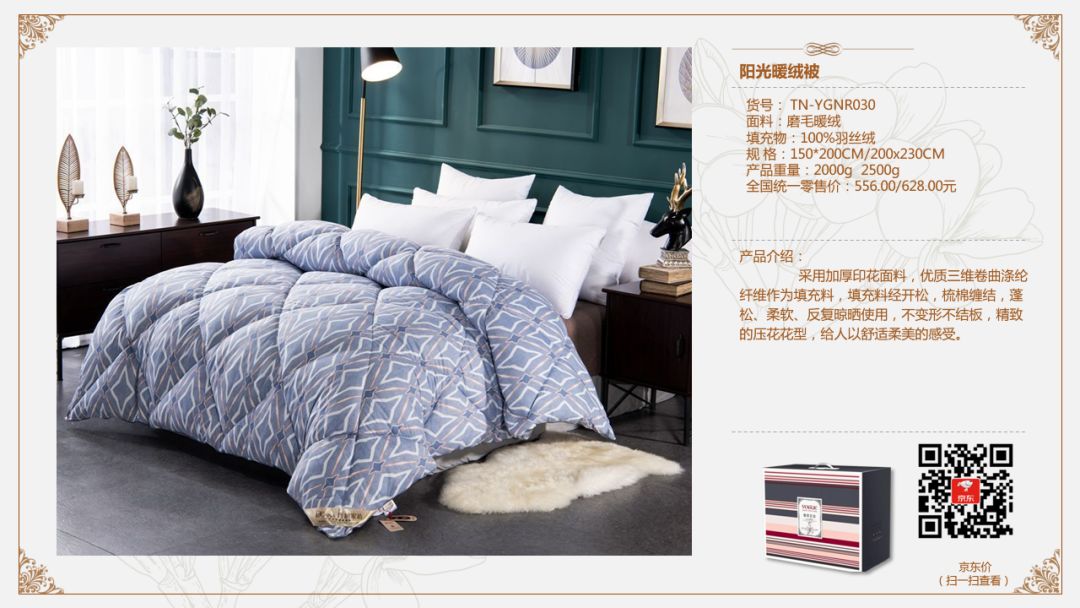 阳光暖绒被
货号： TN-YGNR030
面料：磨毛暖绒
填充物：100%羽丝绒
规 格：150*200CM/200x230CM
产品重量：2000g 2500g
全国统一零售价：556.00/628.00元
产品介绍：
采用加厚印花面料，优质三维卷曲涤纶
纤维作为填充料，填充料经开松，梳棉缠结，蓬
松、柔软、反复晾晒使用，不变形不结板，精致
的压花花型，给人以舒适柔美的感受。
京东
京东价
（扫一扫查看）